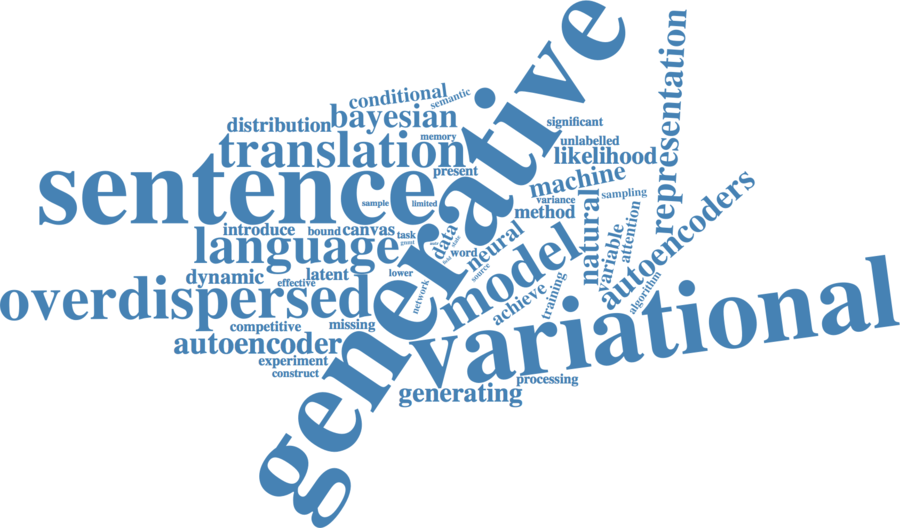 generative
representation
conditional
semantic
bayesian
distribution
significant
memory
unlabelled
translation
likelihood
present
machine
sentence
autoencoders
sampling
variance
natural
sample
limited
method
attention
introduce
bound
canvas
task
data
variable
language
neural
word
model
dynamic
latent
lower
source
effective
algorithm
overdispersed
network
achieve
training
variational
competitive
missing
autoencoder
experiment
construct
processing
generating